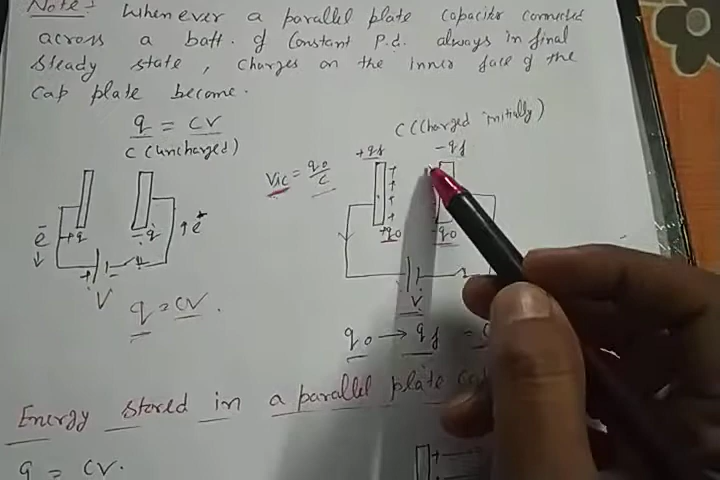 Note:
Whenever a parallel plate capacitor connected
across a batt. of constant P.d. always in final
steady state, charges on the inner face of the
cap plate become.
q = CV
C (uncharged)
C (Charged initially)
Vic = q0/C
+qf
-qf
+ + + +
+q0
-q0
e-
+q
-q
e-
+ -
V
q = CV.
V
q0 → qf =
Energy stored in a parallel plate
q = CV.
+
+